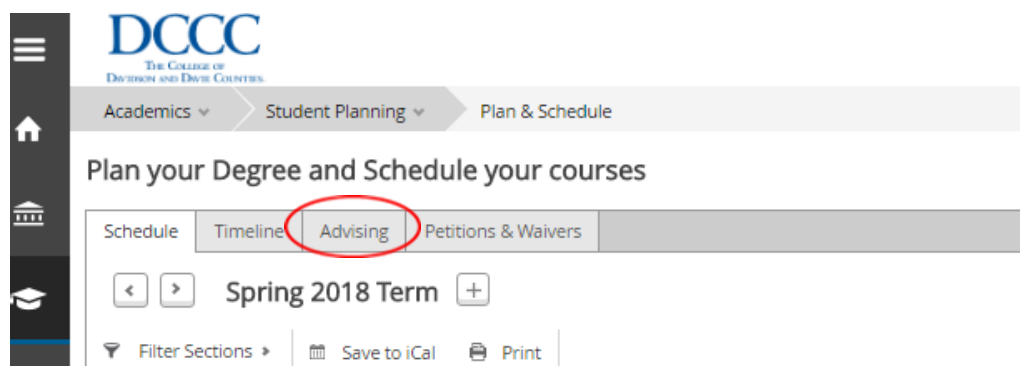 DCCC
THE COLLEGE OF
DAVIDSON AND DAVIE COUNTIES
Academics Student Planning Plan & Schedule
Plan your Degree and Schedule your courses
Schedule Timeline Advising Petitions & Waivers
< > Spring 2018 Term +
Filter Sections Save to iCal Print